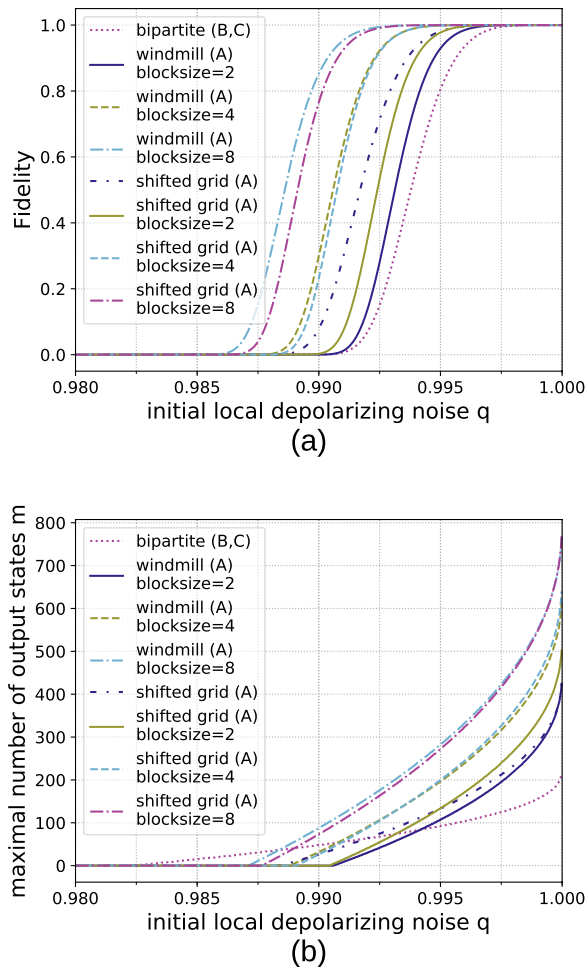 1.0
0.8
0.6
0.4
0.2
0.0
Fidelity
bipartite (B,C)
windmill (A)
blocksize=2
windmill (A)
blocksize=4
windmill (A)
blocksize=8
shifted grid (A)
shifted grid (A)
blocksize=2
shifted grid (A)
blocksize=4
shifted grid (A)
blocksize=8
0.980 0.985 0.990 0.995 1.000
initial local depolarizing noise q
(a)
800
700
600
500
400
300
200
100
0
maximal number of output states m
bipartite (B,C)
windmill (A)
blocksize=2
windmill (A)
blocksize=4
windmill (A)
blocksize=8
shifted grid (A)
shifted grid (A)
blocksize=2
shifted grid (A)
blocksize=4
shifted grid (A)
blocksize=8
0.980 0.985 0.990 0.995 1.000
initial local depolarizing noise q
(b)